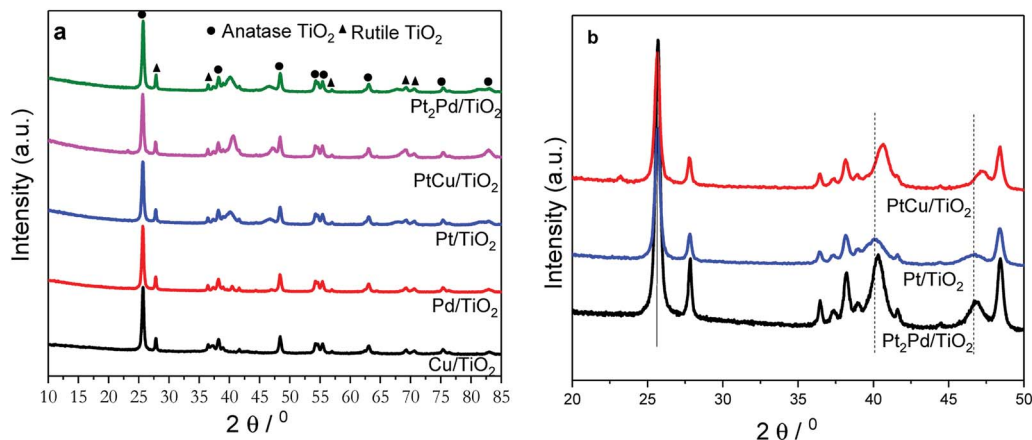 a
● Anatase TiO₂ ▲ Rutile TiO₂
Pt₂Pd/TiO₂
PtCu/TiO₂
Pt/TiO₂
Pd/TiO₂
Cu/TiO₂
Intensity (a.u.)
10 15 20 25 30 35 40 45 50 55 60 65 70 75 80 85
2 θ / ⁰
b
PtCu/TiO₂
Pt/TiO₂
Pt₂Pd/TiO₂
Intensity (a.u.)
20 25 30 35 40 45 50
2 θ / ⁰